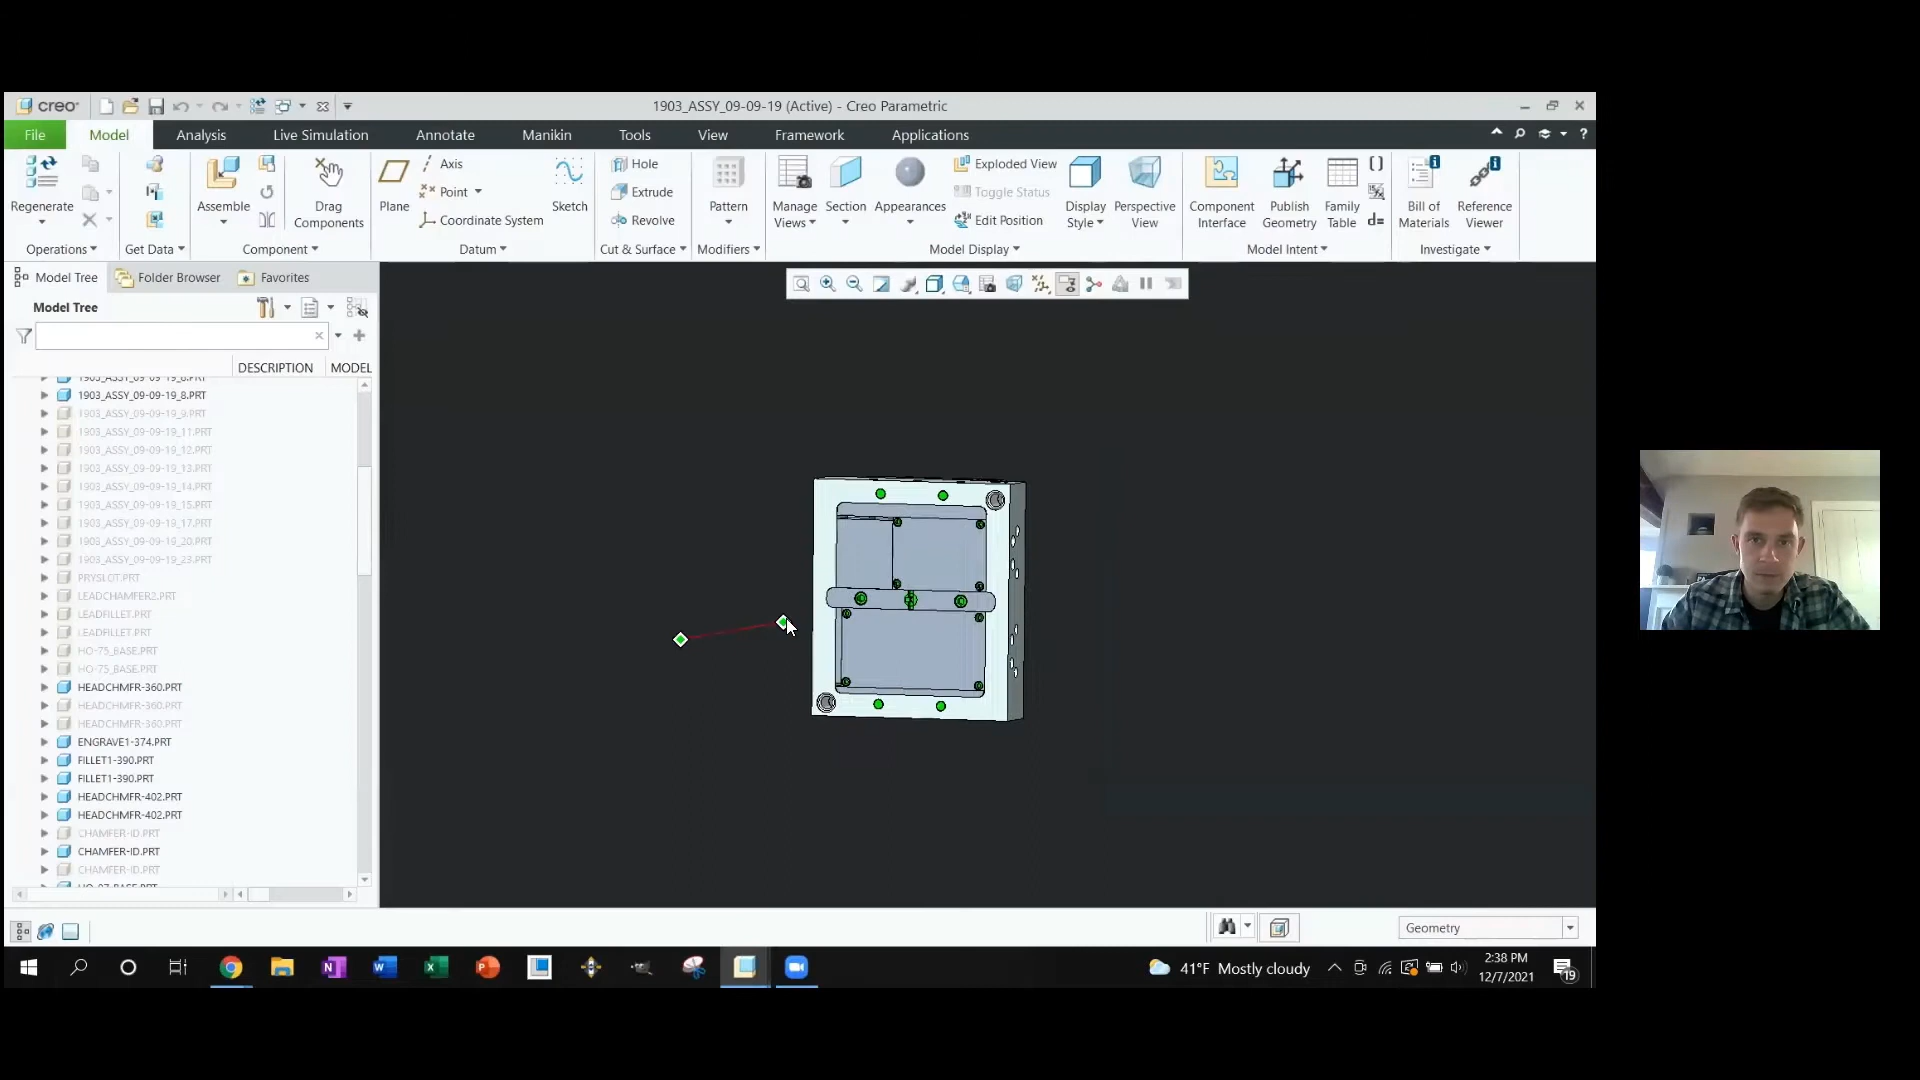 creo
1903_ASSY_09-09-19 (Active) - Creo Parametric
File Model Analysis Live Simulation Annotate Manikin Tools View Framework Applications
Regenerate
Operations
Get Data
Assemble
Drag Components
Component
Plane
Axis
Point
Coordinate System
Sketch
Datum
Hole
Extrude
Revolve
Cut & Surface
Pattern
Modifiers
Manage Views
Section
Appearances
Exploded View
Toggle Status
Edit Position
Display Style
Perspective View
Model Display
Component Interface
Publish Geometry
Family Table
Model Intent
Bill of Materials
Reference Viewer
Investigate
Model Tree Folder Browser Favorites
Model Tree
DESCRIPTION MODEL
1903_ASSY_09-09-19_8.PRT
1903_ASSY_09-09-19_9.PRT
1903_ASSY_09-09-19_11.PRT
1903_ASSY_09-09-19_12.PRT
1903_ASSY_09-09-19_13.PRT
1903_ASSY_09-09-19_14.PRT
1903_ASSY_09-09-19_15.PRT
1903_ASSY_09-09-19_17.PRT
1903_ASSY_09-09-19_20.PRT
1903_ASSY_09-09-19_23.PRT
PRYSLOT.PRT
LEADCHAMFER2.PRT
LEADFILLET.PRT
LEADFILLET.PRT
HO-75_BASE.PRT
HO-75_BASE.PRT
HEADCHMFR-360.PRT
HEADCHMFR-360.PRT
HEADCHMFR-360.PRT
ENGRAVE1-374.PRT
FILLET1-390.PRT
FILLET1-390.PRT
HEADCHMFR-402.PRT
HEADCHMFR-402.PRT
CHAMFER-ID.PRT
CHAMFER-ID.PRT
CHAMFER-ID.PRT
Geometry
41°F Mostly cloudy
2:38 PM
12/7/2021
19